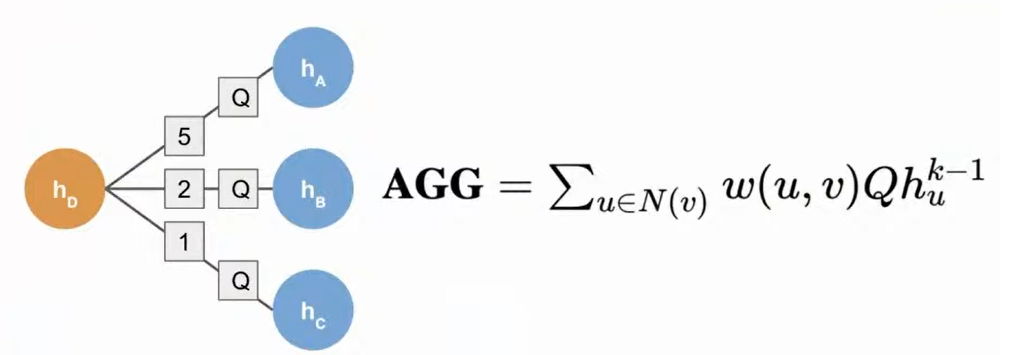 h_A
Q
5
h_D
2
Q
h_B
AGG = ∑_{u∈N(v)} w(u, v)Qh_u^{k−1}
1
Q
h_C